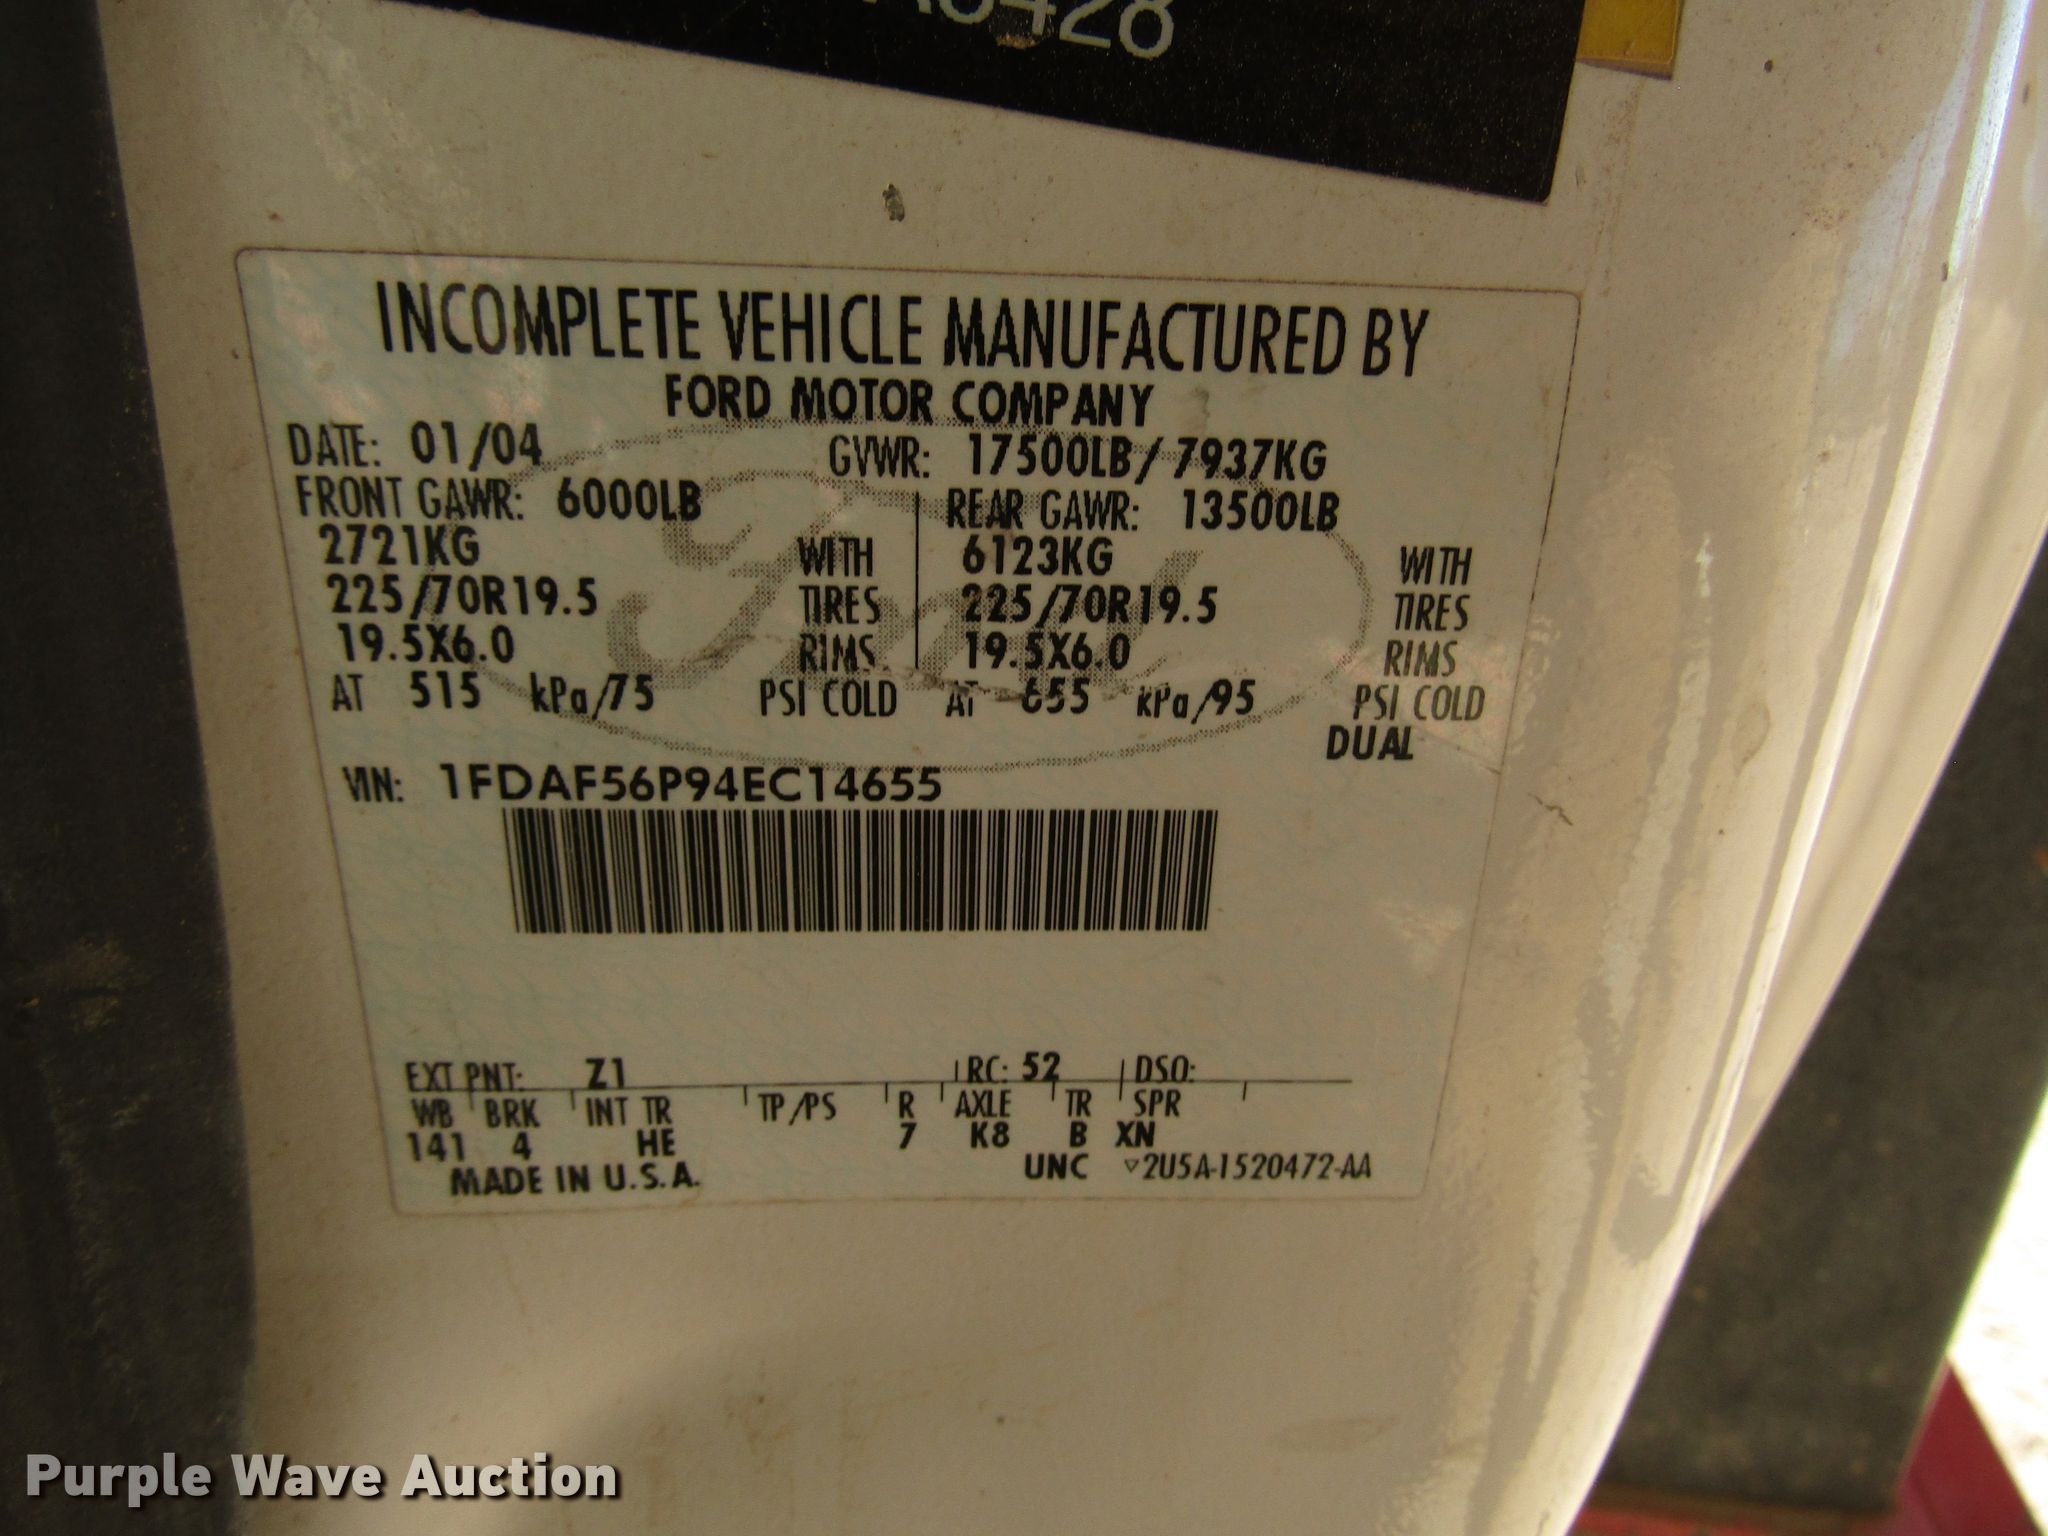 428
INCOMPLETE VEHICLE MANUFACTURED BY
FORD MOTOR COMPANY
DATE: 01/04 GVWR: 17500LB/7937KG
FRONT GAWR: 6000LB REAR GAWR: 13500LB
2721KG WITH 6123KG WITH
225/70R19.5 TIRES 225/70R19.5 TIRES
19.5X6.0 RIMS 19.5X6.0 RIMS
AT 515 kPa/75 PSI COLD AT 655 kPa/95 PSI COLD
DUAL
VIN: 1FDAF56P94EC14655
EXT PNT: Z1 RC: 52 DSO:
WB BRK INT TR TP/PS R AXLE TR SPR
141 4 HE 7 K8 B XN
MADE IN U.S.A. UNC ▽2U5A-1520472-AA
Purple Wave Auction